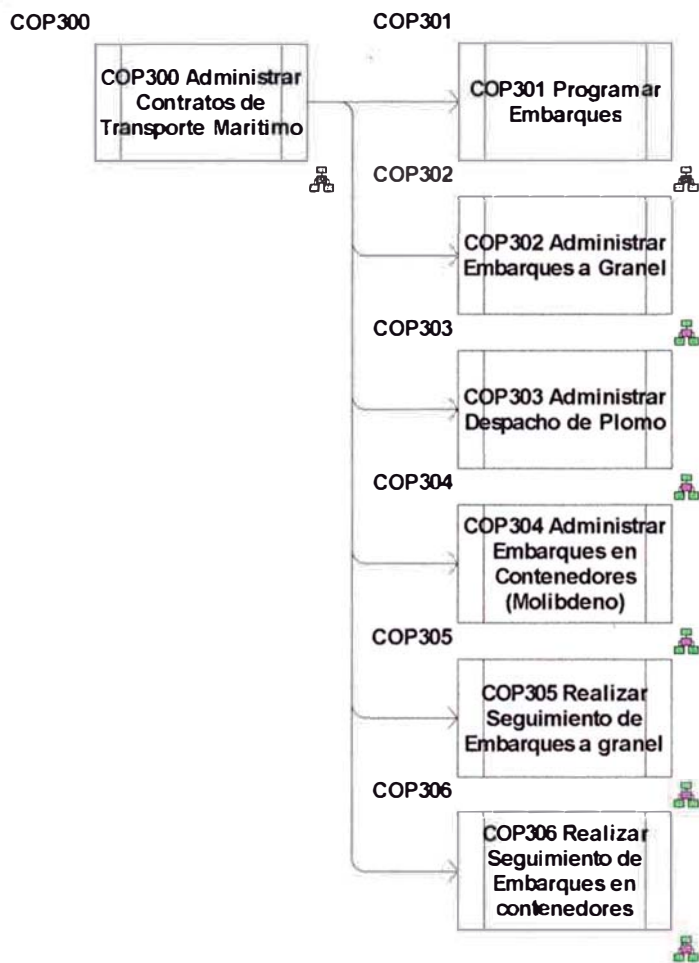 COP300
COP300 Administrar
Contratos de
Transporte Maritimo
COP301
COP301 Programar
Embarques
COP302
COP302 Administrar
Embarques a Granel
COP303
COP303 Administrar
Despacho de Plomo
COP304
COP304 Administrar
Embarques en
Contenedores
(Molibdeno)
COP305
COP305 Realizar
Seguimiento de
Embarques a granel
COP306
COP306 Realizar
Seguimiento de
Embarques en
contenedores